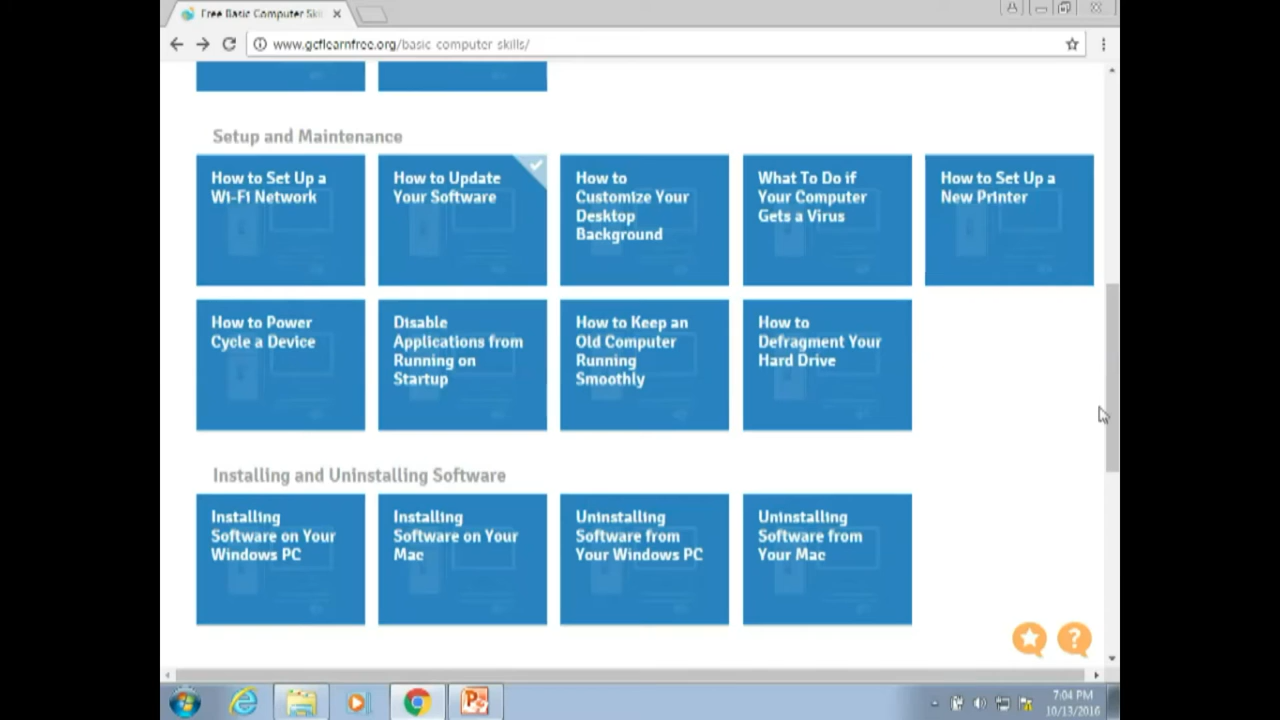 Free Basic Computer Ski
www.gcflearnfree.org/basic computer skills/
Setup and Maintenance
How to Set Up a
Wi-Fi Network
How to Update
Your Software
How to
Customize Your
Desktop
Background
What To Do if
Your Computer
Gets a Virus
How to Set Up a
New Printer
How to Power
Cycle a Device
Disable
Applications from
Running on
Startup
How to Keep an
Old Computer
Running
Smoothly
How to
Defragment Your
Hard Drive
Installing and Uninstalling Software
Installing
Software on Your
Windows PC
Installing
Software on Your
Mac
Uninstalling
Software from
Your Windows PC
Uninstalling
Software from
Your Mac
?
7:04 PM
10/13/2016